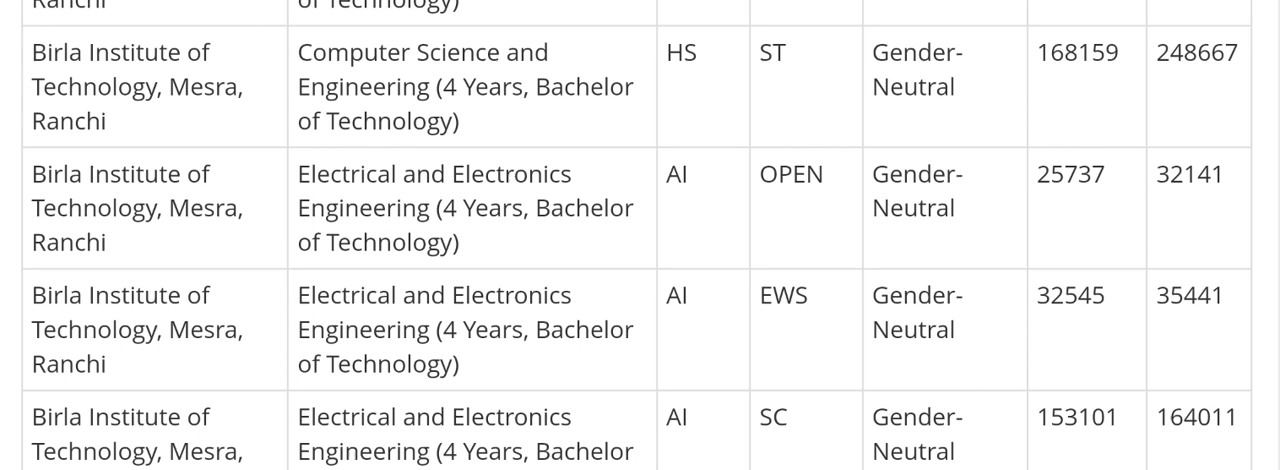 Ranchi
of Technology)
Birla Institute of
Technology, Mesra,
Ranchi
Computer Science and
Engineering (4 Years, Bachelor
of Technology)
HS
ST
Gender-
Neutral
168159
248667
Birla Institute of
Technology, Mesra,
Ranchi
Electrical and Electronics
Engineering (4 Years, Bachelor
of Technology)
AI
OPEN
Gender-
Neutral
25737
32141
Birla Institute of
Technology, Mesra,
Ranchi
Electrical and Electronics
Engineering (4 Years, Bachelor
of Technology)
AI
EWS
Gender-
Neutral
32545
35441
Birla Institute of
Technology, Mesra,
Electrical and Electronics
Engineering (4 Years, Bachelor
AI
SC
Gender-
Neutral
153101
164011